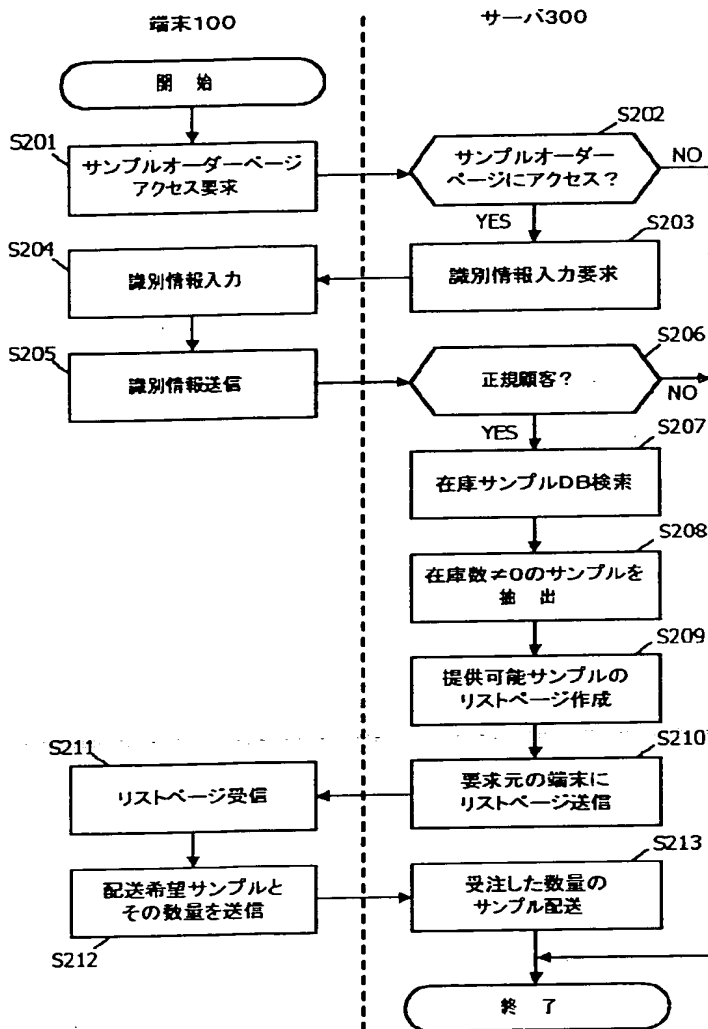 端末100
サーバ300
開 始
S201
サンプルオーダーページ
アクセス要求
S202
サンプルオーダー
ページにアクセス?
NO
YES
S203
識別情報入力要求
S204
識別情報入力
S205
識別情報送信
S206
正規顧客?
NO
YES
S207
在庫サンプルDB検索
S208
在庫数≠0のサンプルを
抽 出
S209
提供可能サンプルの
リストページ作成
S210
要求元の端末に
リストページ送信
S211
リストページ受信
S212
配送希望サンプルと
その数量を送信
S213
受注した数量の
サンプル配送
終 了